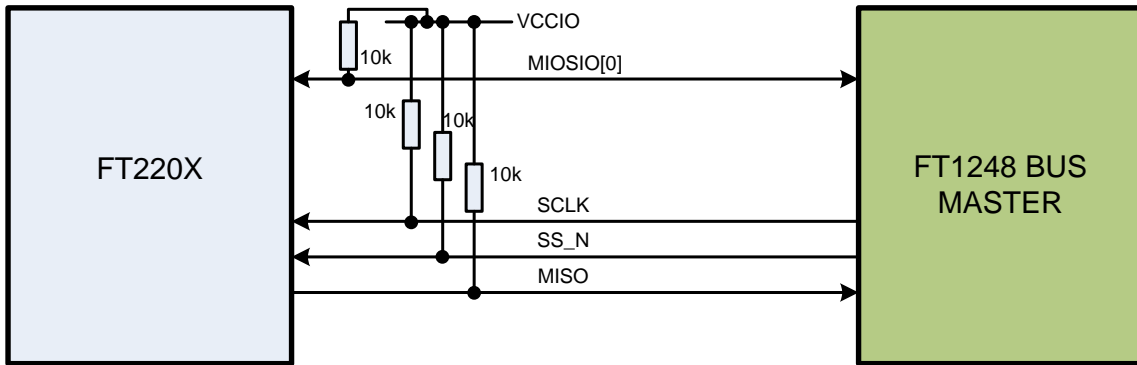 VCCIO
10k
MIOSIO[0]
10k
10k
FT220X
10k
FT1248 BUS
MASTER
SCLK
SS_N
MISO